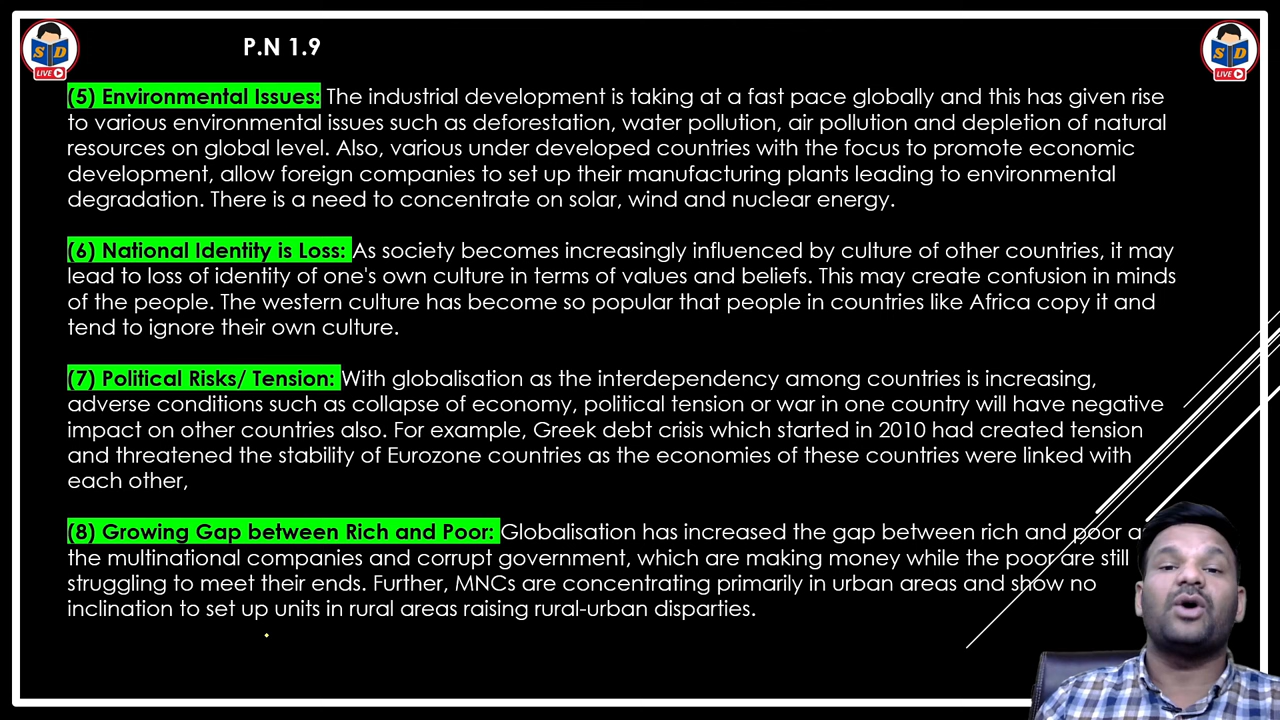 S D
LIVE
P.N 1.9
S D
LIVE
(5) Environmental Issues: The industrial development is taking at a fast pace globally and this has given rise
to various environmental issues such as deforestation, water pollution, air pollution and depletion of natural
resources on global level. Also, various under developed countries with the focus to promote economic
development, allow foreign companies to set up their manufacturing plants leading to environmental
degradation. There is a need to concentrate on solar, wind and nuclear energy.
(6) National Identity is Loss: As society becomes increasingly influenced by culture of other countries, it may
lead to loss of identity of one's own culture in terms of values and beliefs. This may create confusion in minds
of the people. The western culture has become so popular that people in countries like Africa copy it and
tend to ignore their own culture.
(7) Political Risks/ Tension: With globalisation as the interdependency among countries is increasing,
adverse conditions such as collapse of economy, political tension or war in one country will have negative
impact on other countries also. For example, Greek debt crisis which started in 2010 had created tension
and threatened the stability of Eurozone countries as the economies of these countries were linked with
each other,
(8) Growing Gap between Rich and Poor: Globalisation has increased the gap between rich and poor
the multinational companies and corrupt government, which are making money while the poor are still
struggling to meet their ends. Further, MNCs are concentrating primarily in urban areas and show no
inclination to set up units in rural areas raising rural-urban disparties.